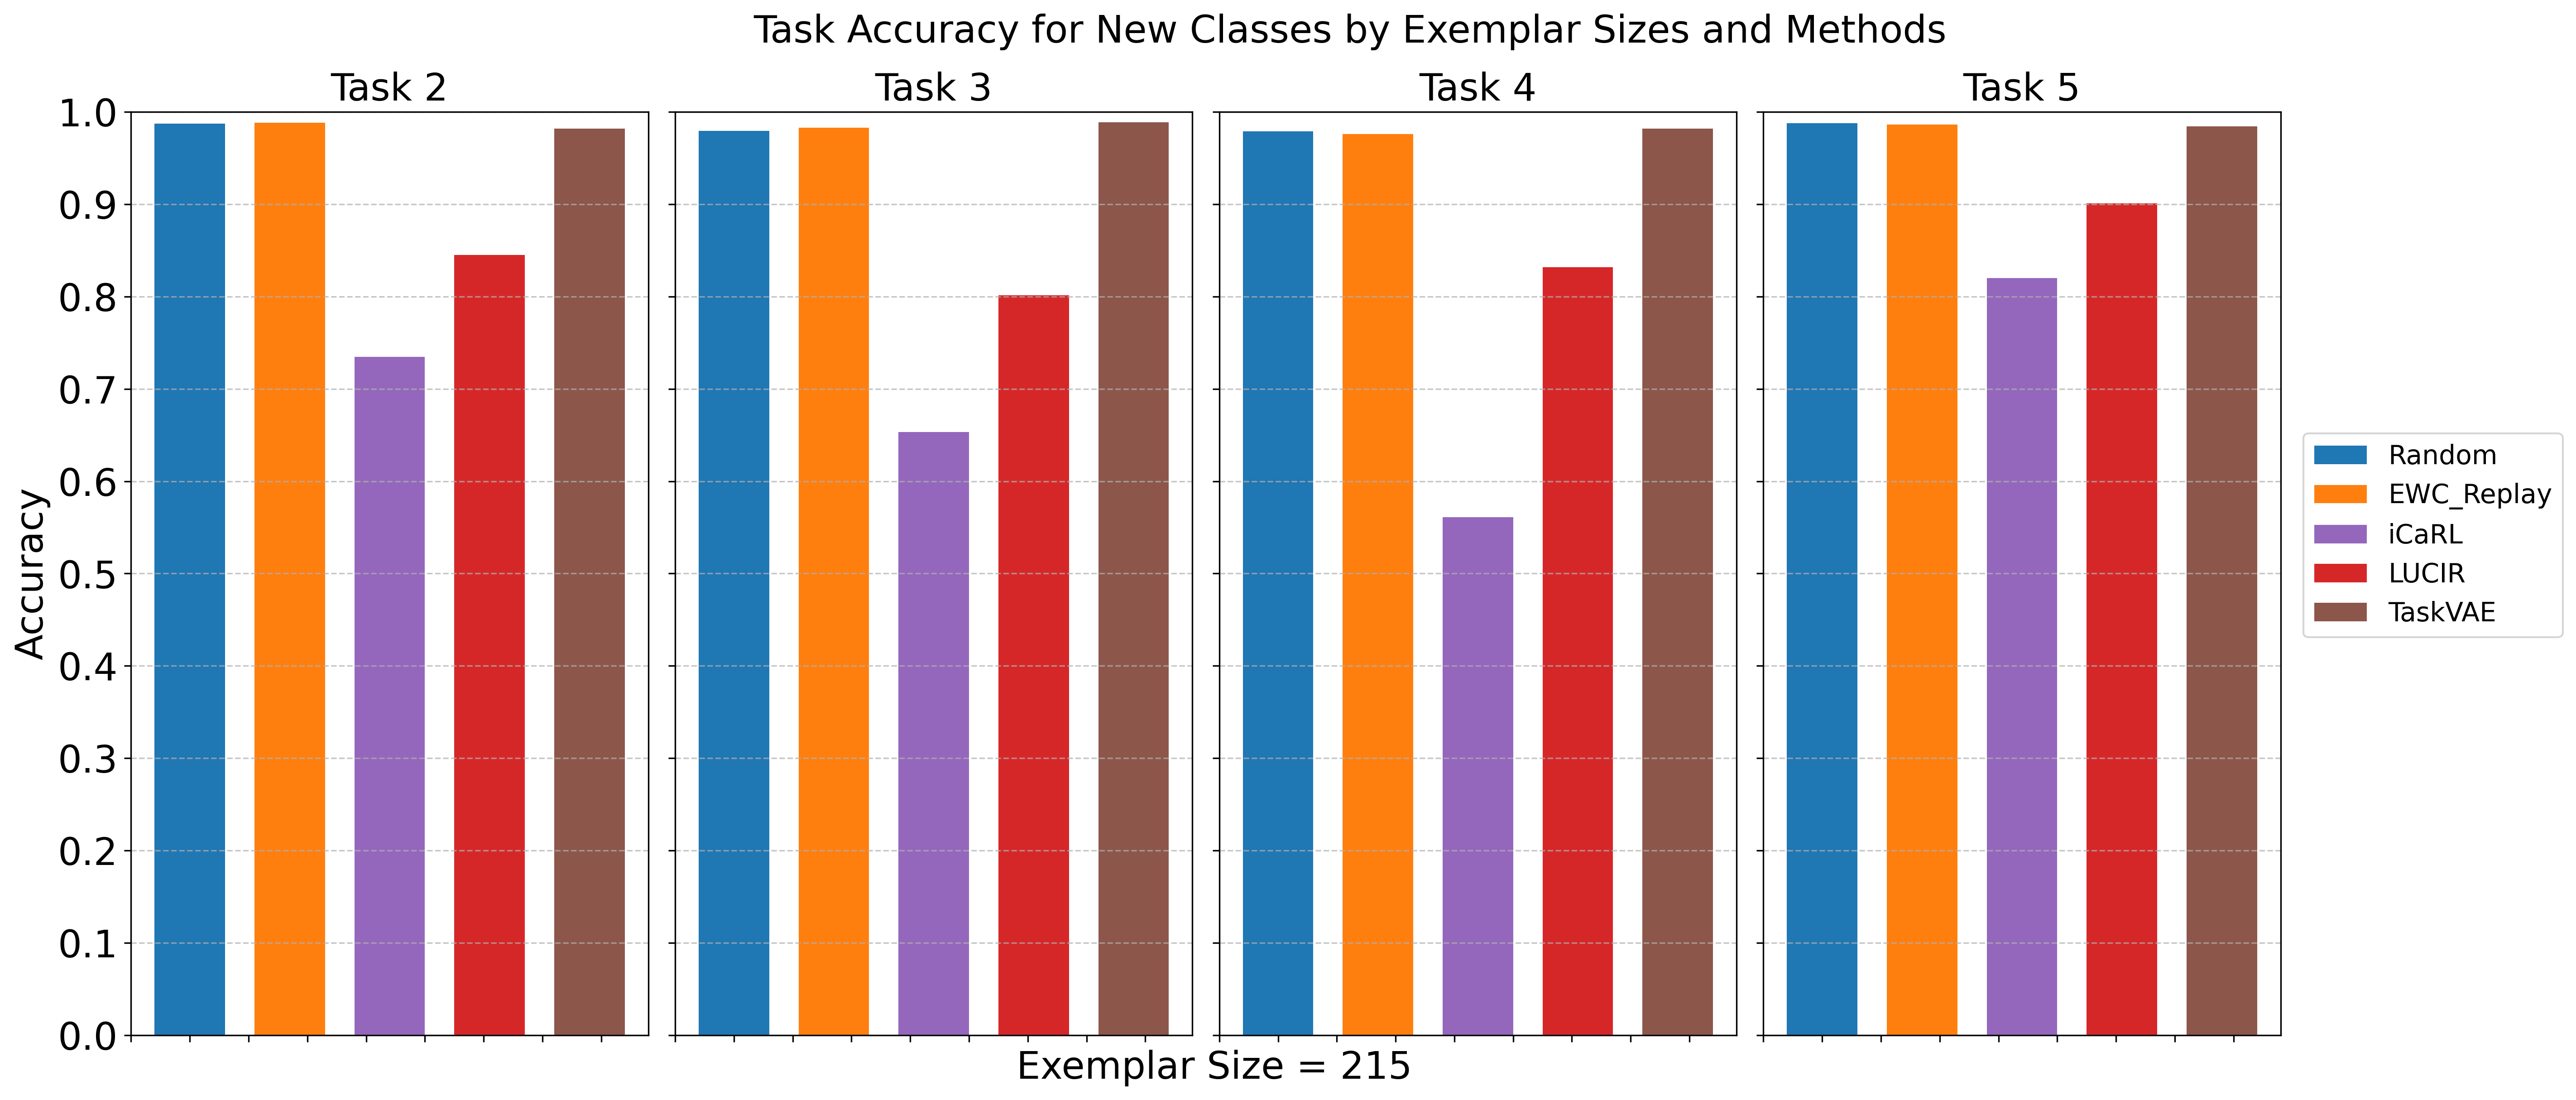 Task Accuracy for New Classes by Exemplar Sizes and Methods
Task 2
Task 3
Task 4
Task 5
1.0
0.9
0.8
0.7
0.6
0.5
0.4
0.3
0.2
0.1
0.0
Accuracy
Exemplar Size = 215
Random
EWC_Replay
iCaRL
LUCIR
TaskVAE